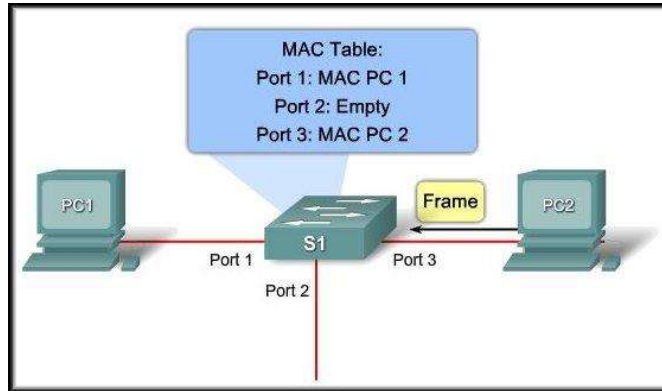 MAC Table:
Port 1: MAC PC 1
Port 2: Empty
Port 3: MAC PC 2
PC1
Frame
PC2
S1
Port 1
Port 3
Port 2